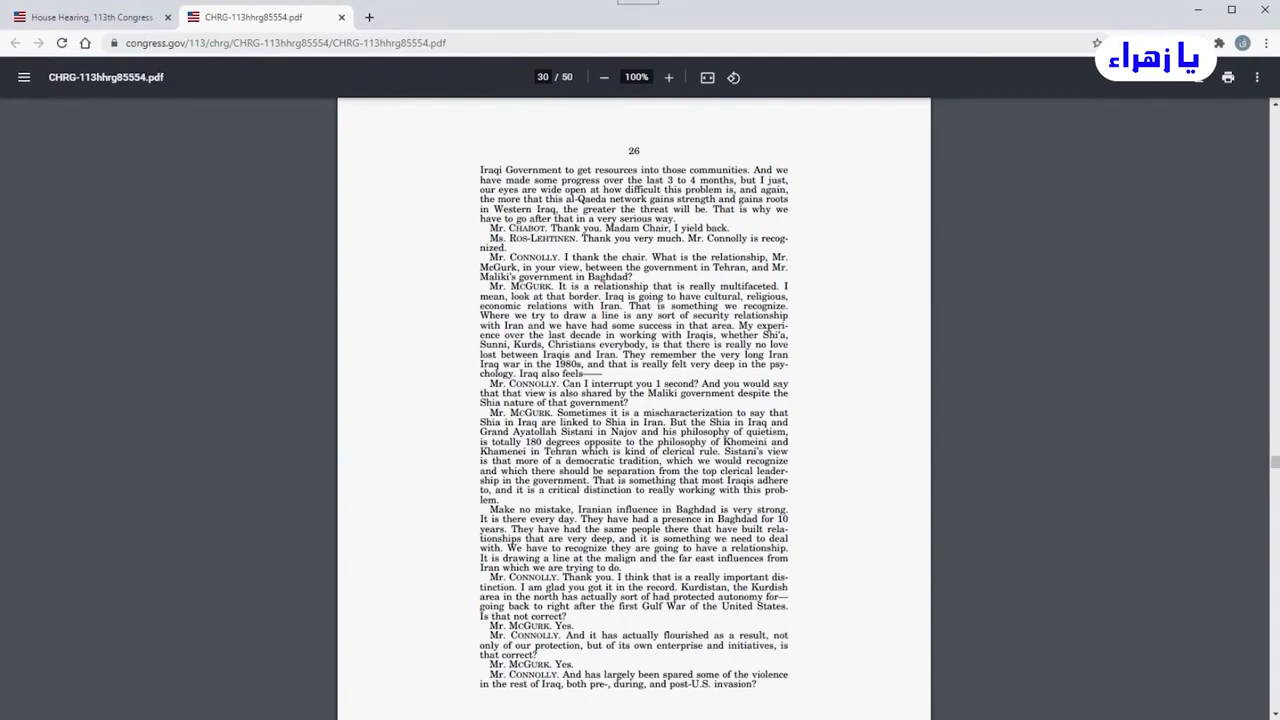 House Hearing, 113th Congress
CHRG-113hhrg85554.pdf
congress.gov/113/chrg/CHRG-113hhrg85554/CHRG-113hhrg85554.pdf
يا زهراء
CHRG-113hhrg85554.pdf
30 / 50
100%
26
Iraqi Government to get resources into those communities. And we
have made some progress over the last 3 to 4 months, but I just,
our eyes are wide open at how difficult this problem is, and again,
the more that this al-Qaeda network gains strength and gains roots
in Western Iraq, the greater the threat will be. That is why we
have to go after that in a very serious way.
Mr. CHABOT. Thank you. Madam Chair, I yield back.
Ms. ROS-LEHTINEN. Thank you very much. Mr. Connolly is recog-
nized.
Mr. CONNOLLY. I thank the chair. What is the relationship, Mr.
McGurk, in your view, between the government in Tehran, and Mr.
Maliki's government in Baghdad?
Mr. MCGURK. It is a relationship that is really multifaceted. I
mean, look at that border. Iraq is going to have cultural, religious,
economic relations with Iran. That is something we recognize.
Where we try to draw a line is any sort of security relationship
with Iran and we have had some success in that area. My experi-
ence over the last decade in working with Iraqis, whether Shi'a,
Sunni, Kurds, Christians everybody, is that there is really no love
lost between Iraqis and Iran. They remember the very long Iran
Iraq war in the 1980s, and that is really felt very deep in the psy-
chology. Iraq also feels——
Mr. CONNOLLY. Can I interrupt you 1 second? And you would say
that that view is also shared by the Maliki government despite the
Shia nature of that government?
Mr. MCGURK. Sometimes it is a mischaracterization to say that
Shia in Iraq are linked to Shia in Iran. But the Shia in Iraq and
Grand Ayatollah Sistani in Najov and his philosophy of quietism,
is totally 180 degrees opposite to the philosophy of Khomeini and
Khamenei in Tehran which is kind of clerical rule. Sistani's view
is that more of a democratic tradition, which we would recognize
and which there should be separation from the top clerical leader-
ship in the government. That is something that most Iraqis adhere
to, and it is a critical distinction to really working with this prob-
lem.
Make no mistake, Iranian influence in Baghdad is very strong.
It is there every day. They have had a presence in Baghdad for 10
years. They have had the same people there that have built rela-
tionships that are very deep, and it is something we need to deal
with. We have to recognize they are going to have a relationship.
It is drawing a line at the malign and the far east influences from
Iran which we are trying to do.
Mr. CONNOLLY. Thank you. I think that is a really important dis-
tinction. I am glad you got it in the record. Kurdistan, the Kurdish
area in the north has actually sort of had protected autonomy for—
going back to right after the first Gulf War of the United States.
Is that not correct?
Mr. MCGURK. Yes.
Mr. CONNOLLY. And it has actually flourished as a result, not
only of our protection, but of its own enterprise and initiatives, is
that correct?
Mr. MCGURK. Yes.
Mr. CONNOLLY. And has largely been spared some of the violence
in the rest of Iraq, both pre-, during, and post-U.S. invasion?